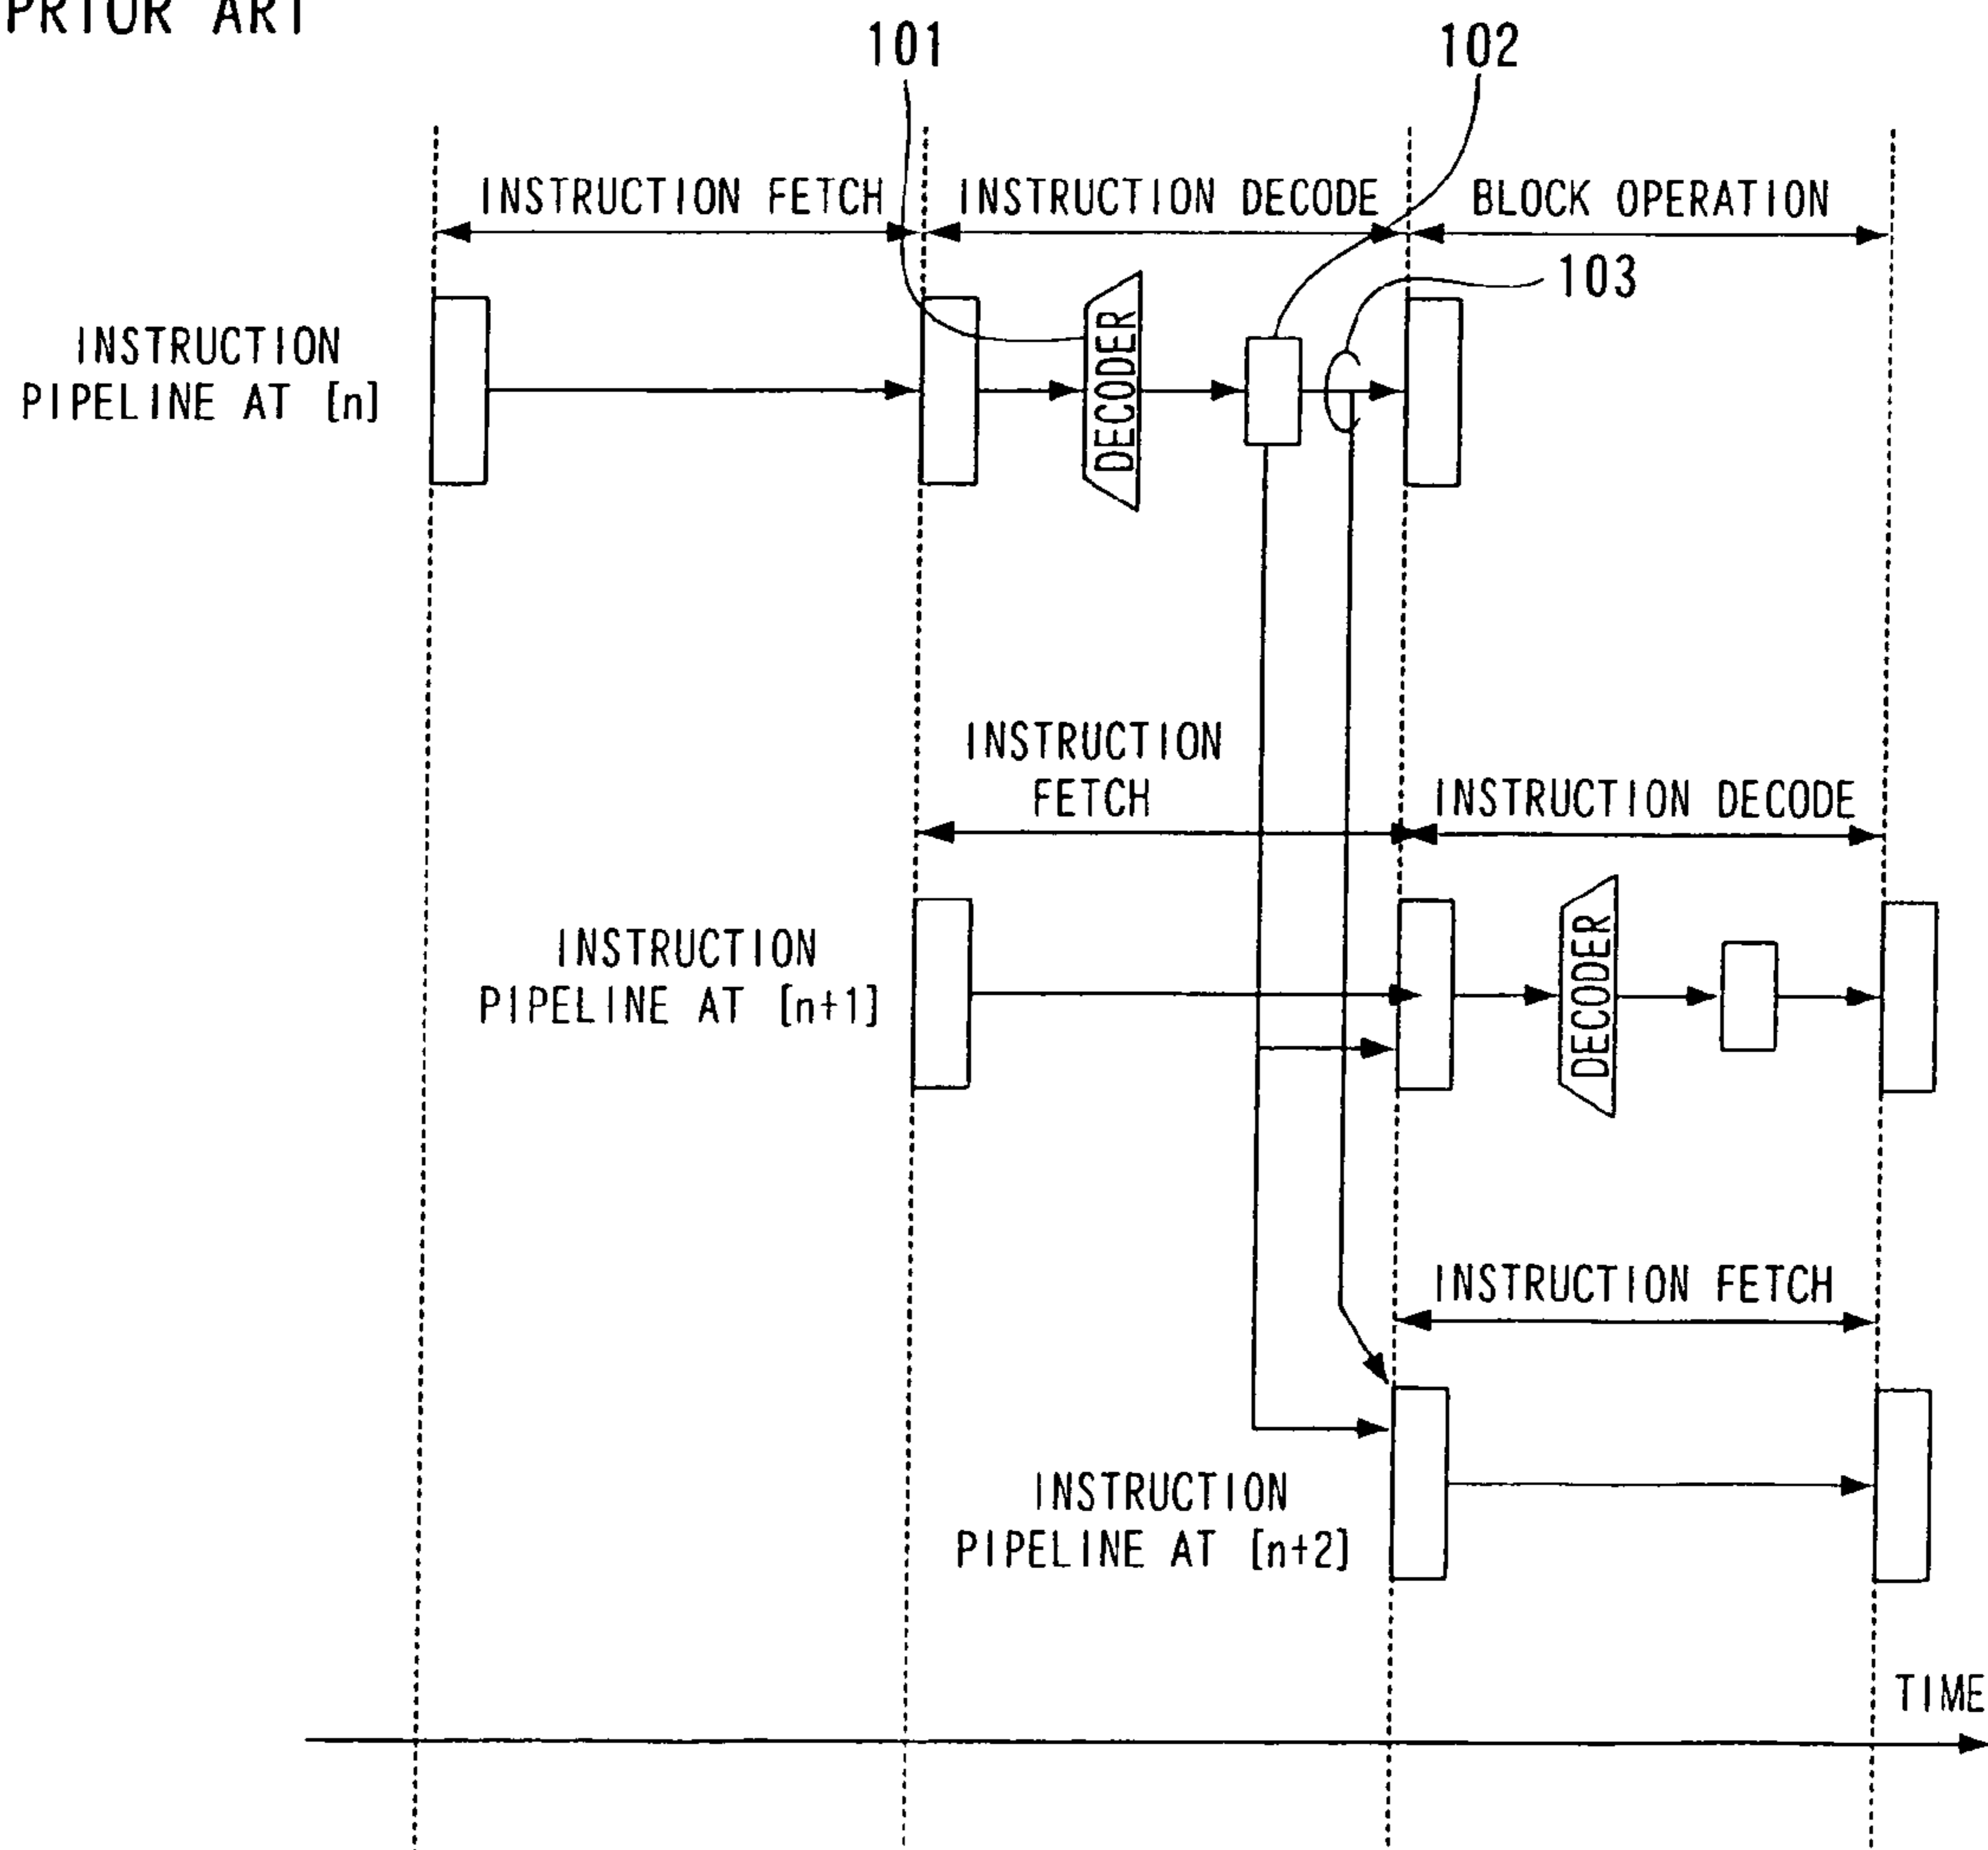 PRIOR ART
101
102
INSTRUCTION FETCH
INSTRUCTION DECODE
BLOCK OPERATION
103
INSTRUCTION
PIPELINE AT [n]
DECODER
INSTRUCTION
FETCH
INSTRUCTION DECODE
INSTRUCTION
PIPELINE AT [n+1]
DECODER
INSTRUCTION FETCH
INSTRUCTION
PIPELINE AT [n+2]
TIME